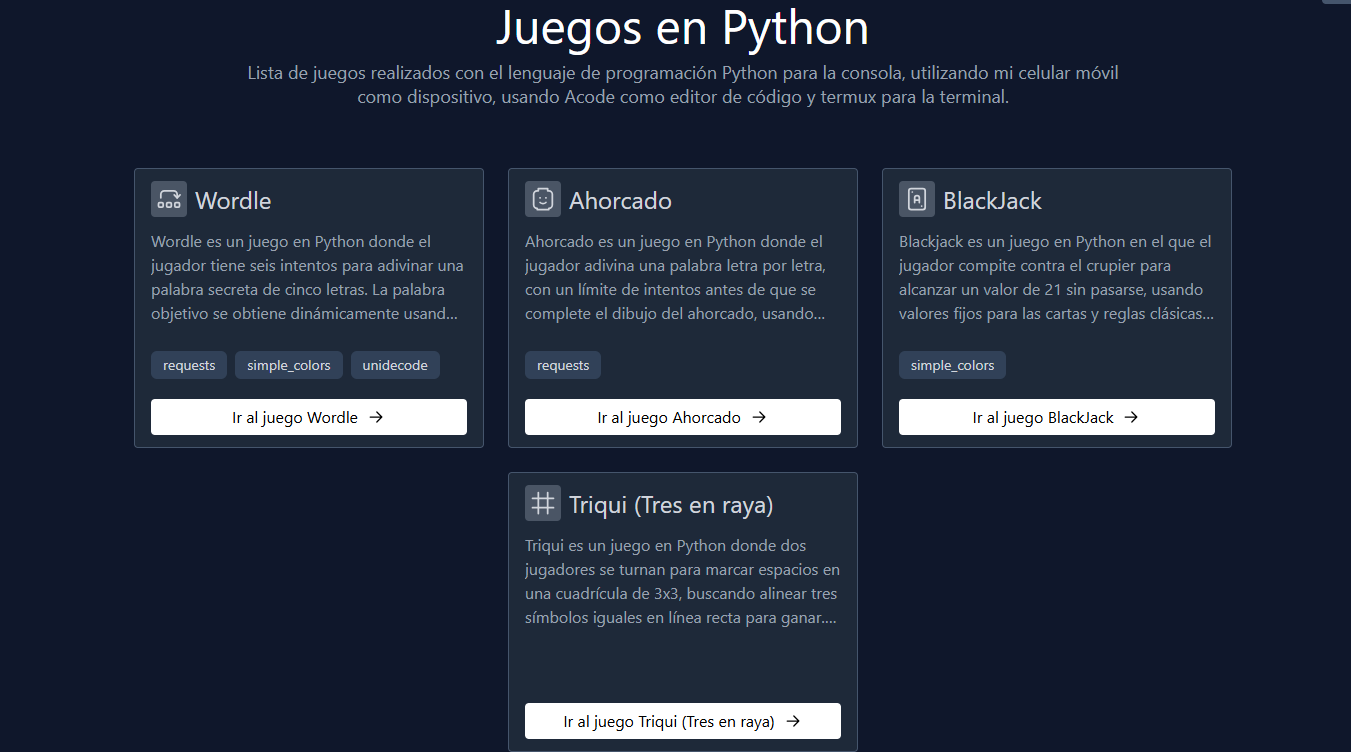 Juegos en Python
Lista de juegos realizados con el lenguaje de programación Python para la consola, utilizando mi celular móvil
como dispositivo, usando Acode como editor de código y termux para la terminal.
Wordle
Wordle es un juego en Python donde el
jugador tiene seis intentos para adivinar una
palabra secreta de cinco letras. La palabra
objetivo se obtiene dinámicamente usand...
requests
simple_colors
unidecode
Ir al juego Wordle →
Ahorcado
Ahorcado es un juego en Python donde el
jugador adivina una palabra letra por letra,
con un límite de intentos antes de que se
complete el dibujo del ahorcado, usando...
requests
Ir al juego Ahorcado →
A
BlackJack
Blackjack es un juego en Python en el que el
jugador compite contra el crupier para
alcanzar un valor de 21 sin pasarse, usando
valores fijos para las cartas y reglas clásicas...
simple_colors
Ir al juego BlackJack →
Triqui (Tres en raya)
Triqui es un juego en Python donde dos
jugadores se turnan para marcar espacios en
una cuadrícula de 3x3, buscando alinear tres
símbolos iguales en línea recta para ganar....
Ir al juego Triqui (Tres en raya) →